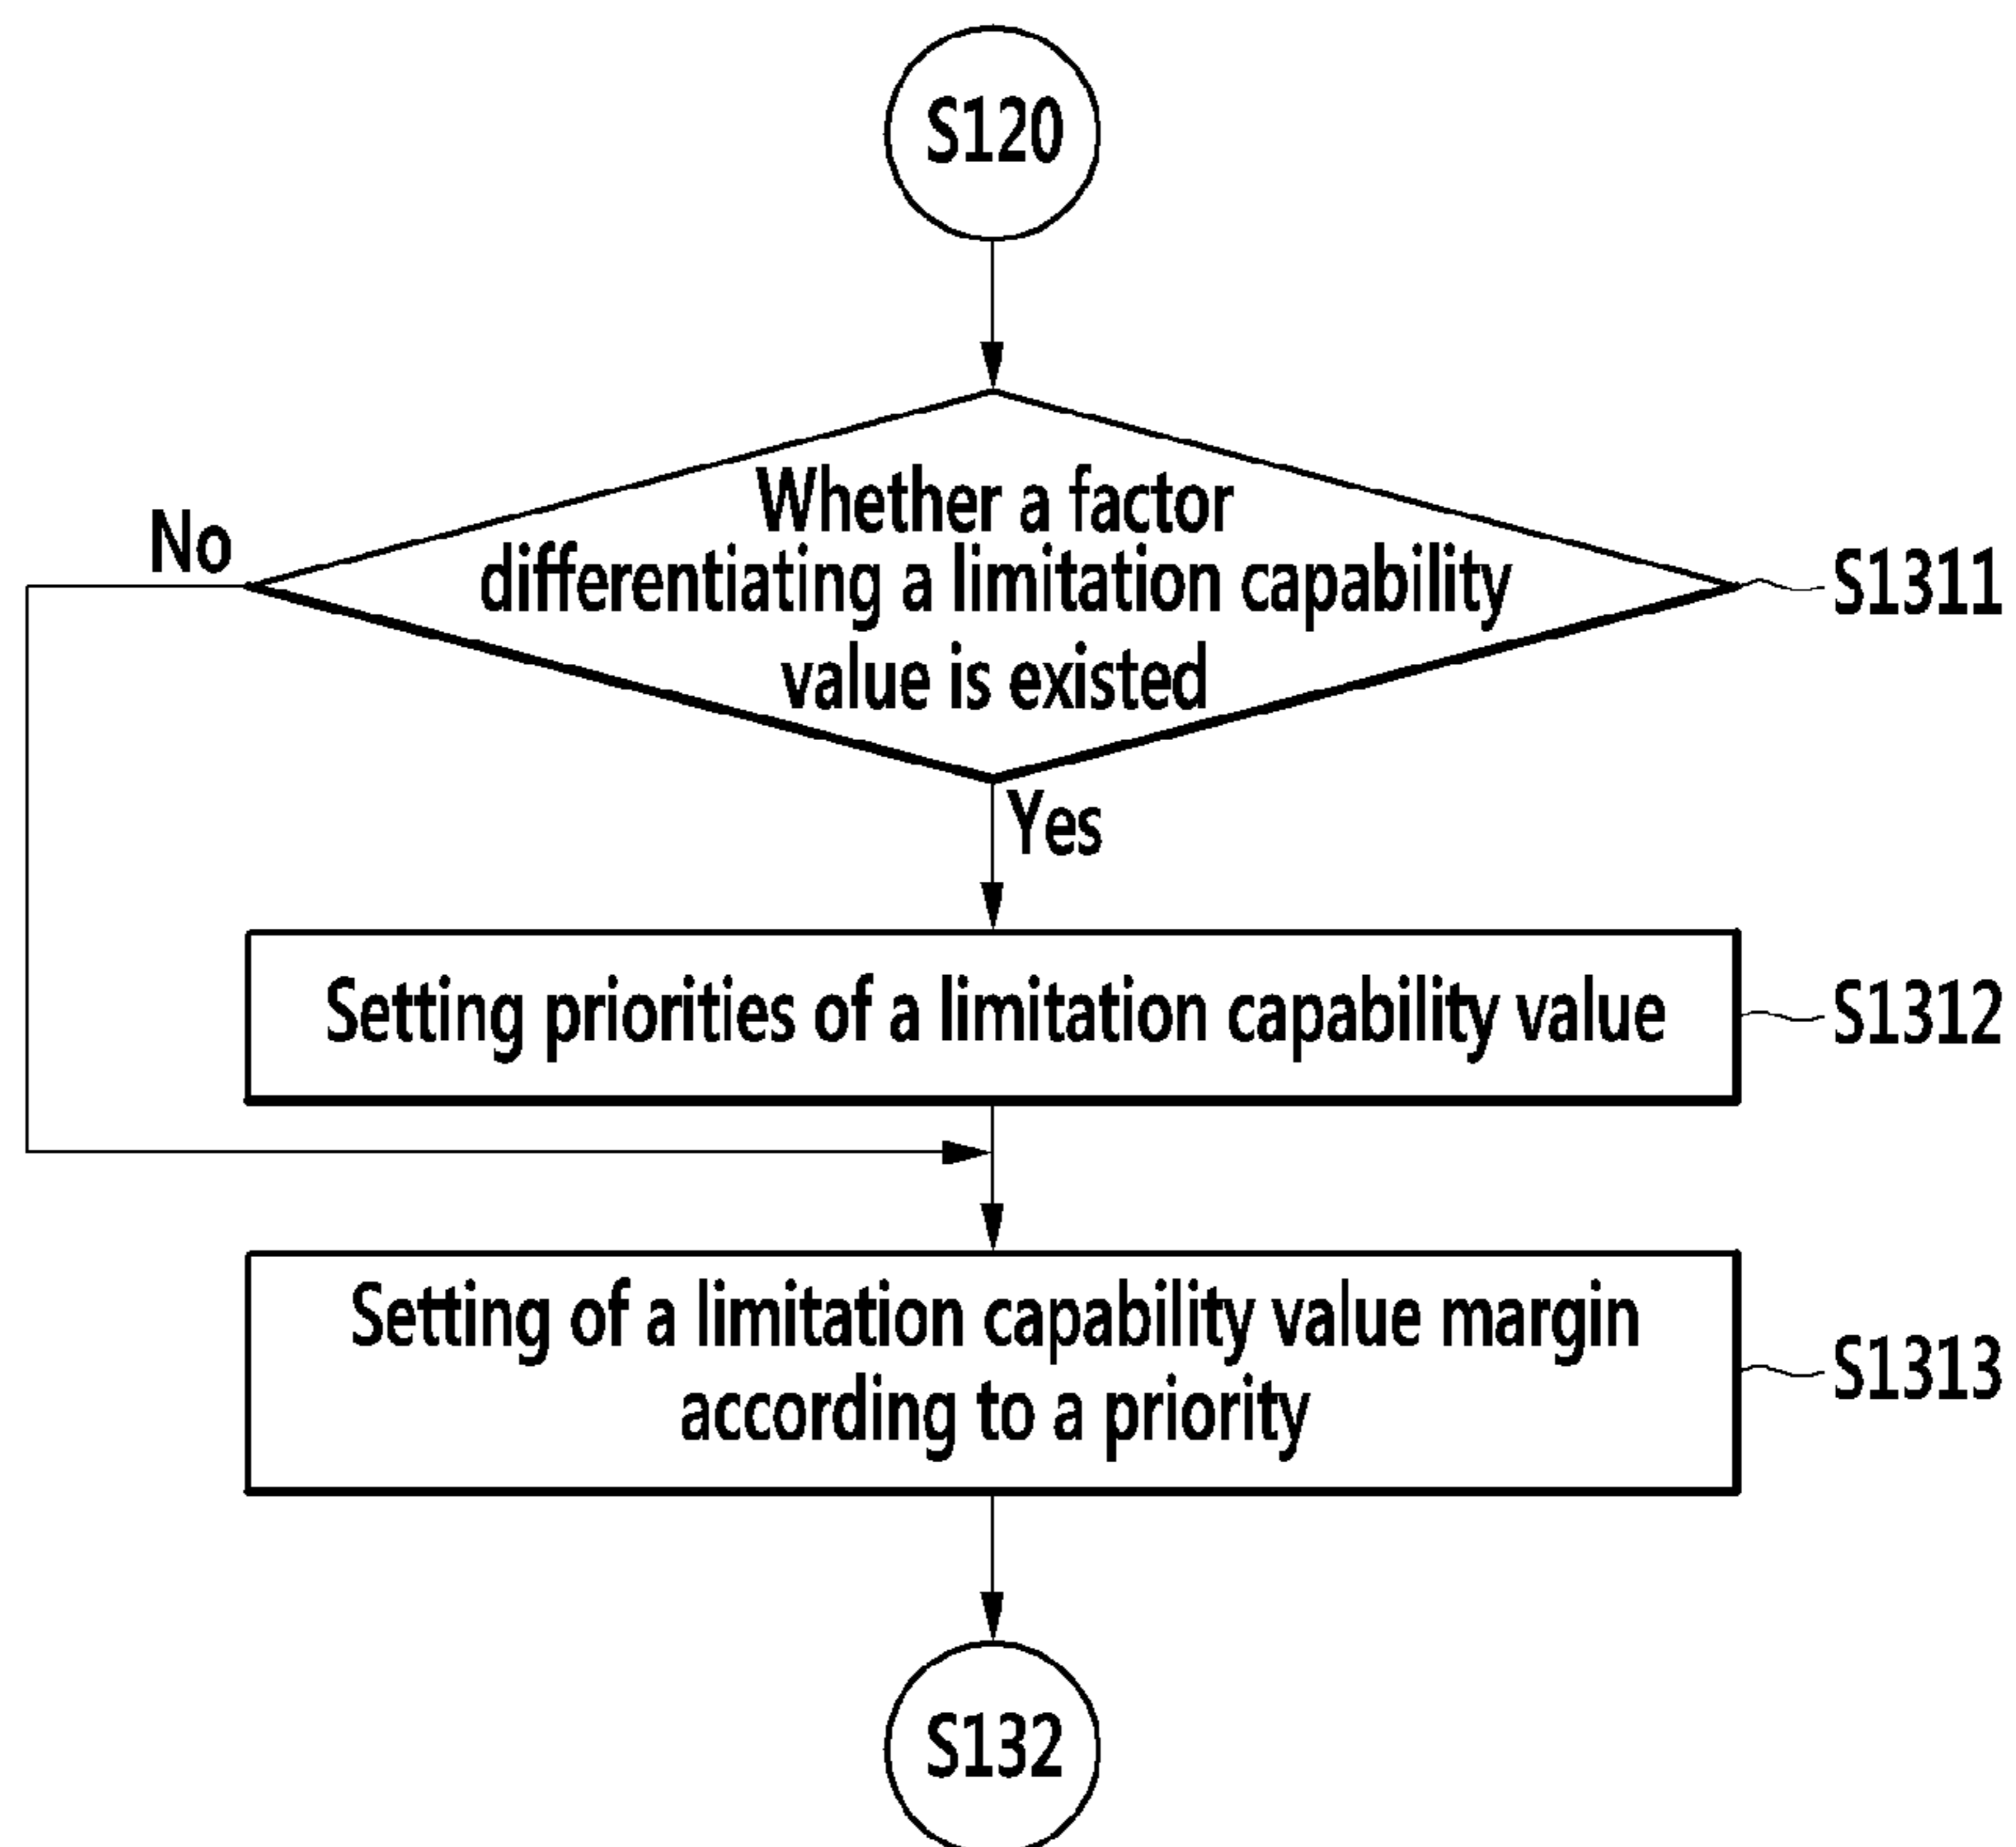 S120
Whether a factor
differentiating a limitation capability
value is existed
No
S1311
Yes
Setting priorities of a limitation capability value
S1312
Setting of a limitation capability value margin
according to a priority
S1313
S132